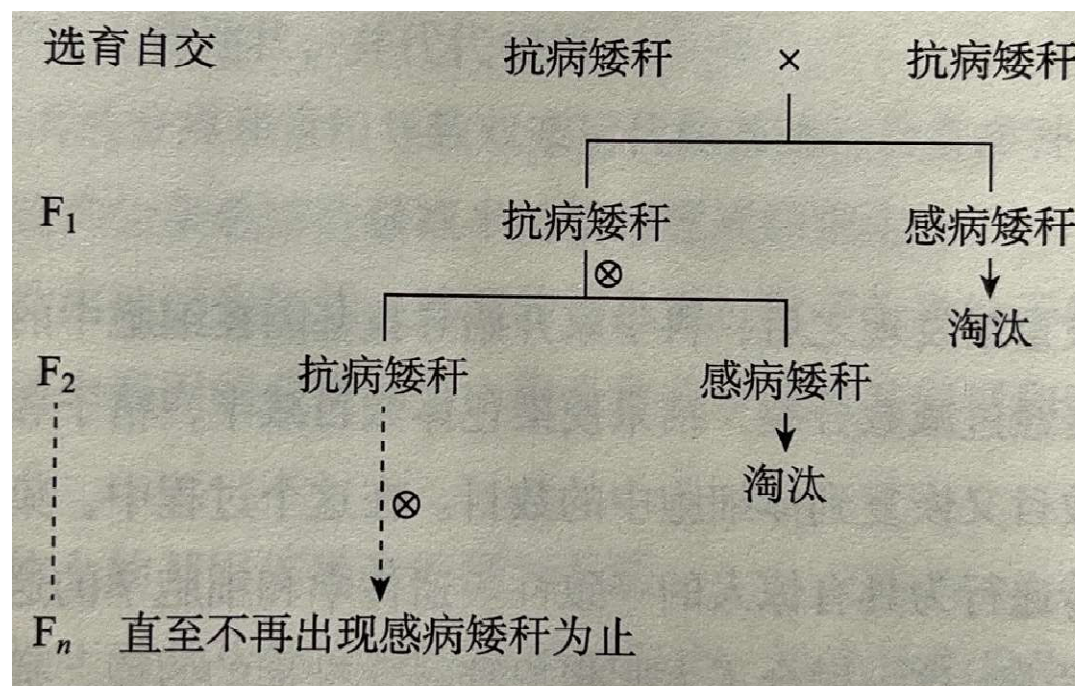 选育自交 抗病矮秆 × 抗病矮秆
F₁ 抗病矮秆 感病矮秆
⊗
淘汰
F₂ 抗病矮秆 感病矮秆
淘汰
⊗
Fₙ 直至不再出现感病矮秆为止